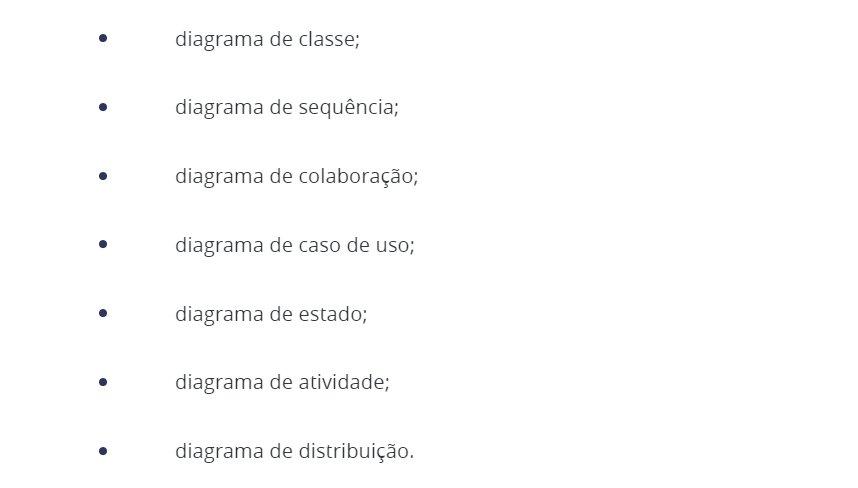 • diagrama de classe;
• diagrama de sequência;
• diagrama de colaboração;
• diagrama de caso de uso;
• diagrama de estado;
• diagrama de atividade;
• diagrama de distribuição.